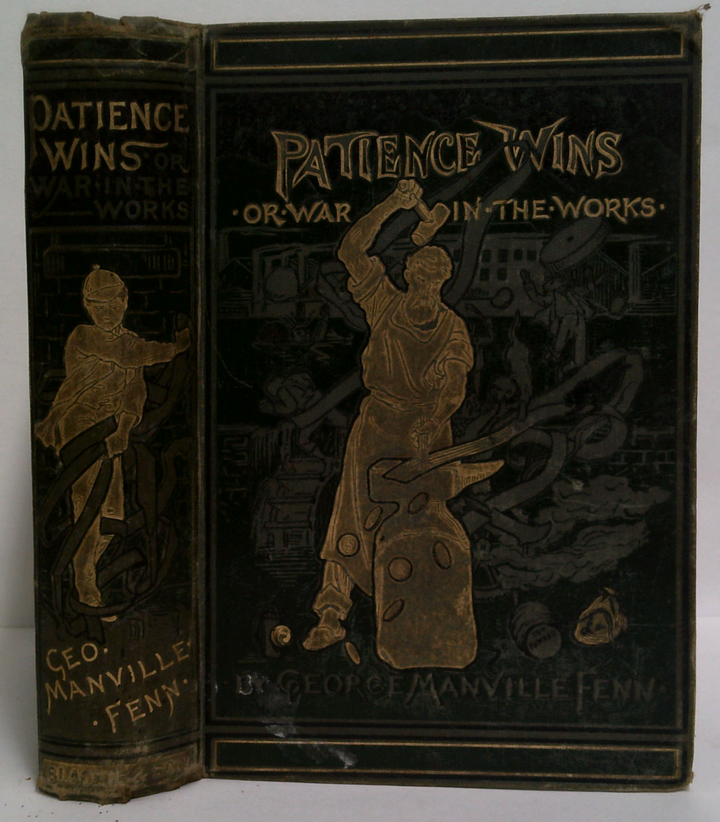 PATIENCE
WINS · OR
WAR · IN · THE
WORKS
GEO.
MANVILLE ·
· FENN ·
PATIENCE WINS
· OR · WAR IN · THE · WORKS ·
BY GEORGE MANVILLE FENN ·